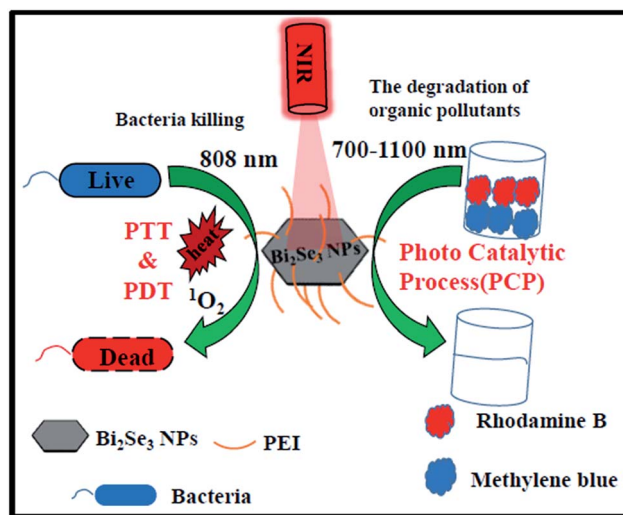 NIR
Bacteria killing
The degradation of
organic pollutants
808 nm
700-1100 nm
Live
PTT
&
PDT
heat
¹O₂
Bi₂Se₃ NPs
Photo Catalytic
Process(PCP)
Dead
Bi₂Se₃ NPs
PEI
Bacteria
Rhodamine B
Methylene blue